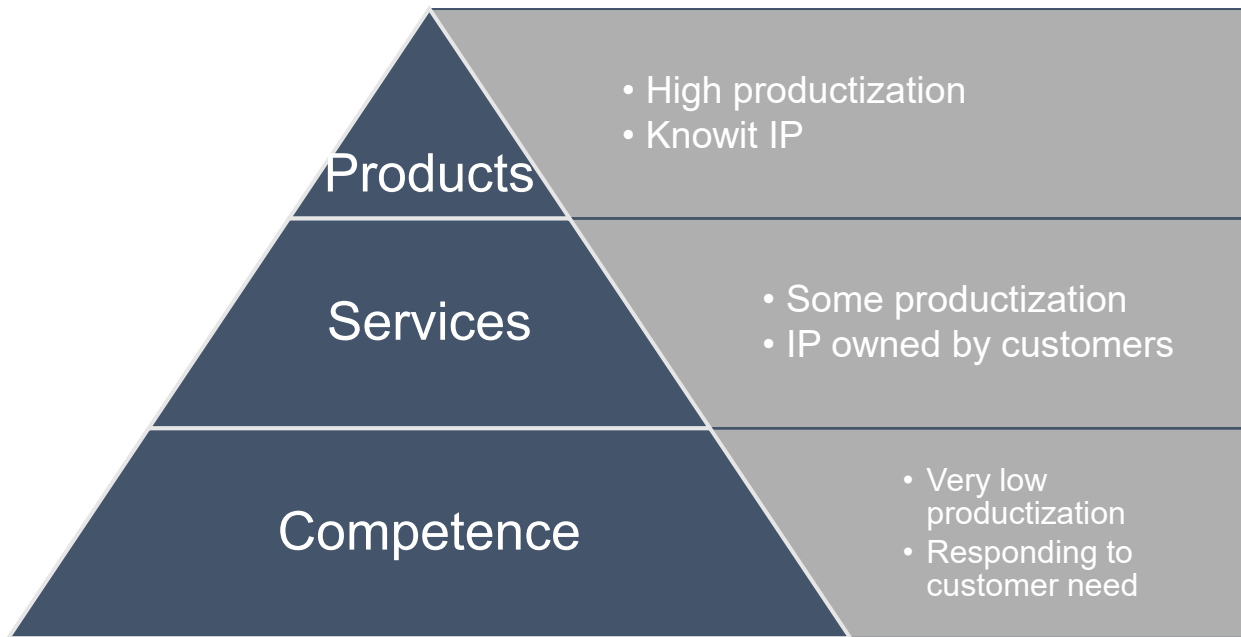 Products
• High productization
• Knowit IP
Services
• Some productization
• IP owned by customers
Competence
• Very low
productization
• Responding to
customer need